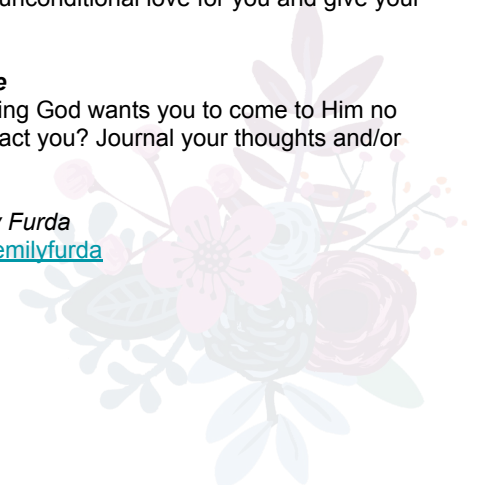 unconditional love for you and give your
e
ing God wants you to come to Him no
act you? Journal your thoughts and/or
Furda
emilyfurda